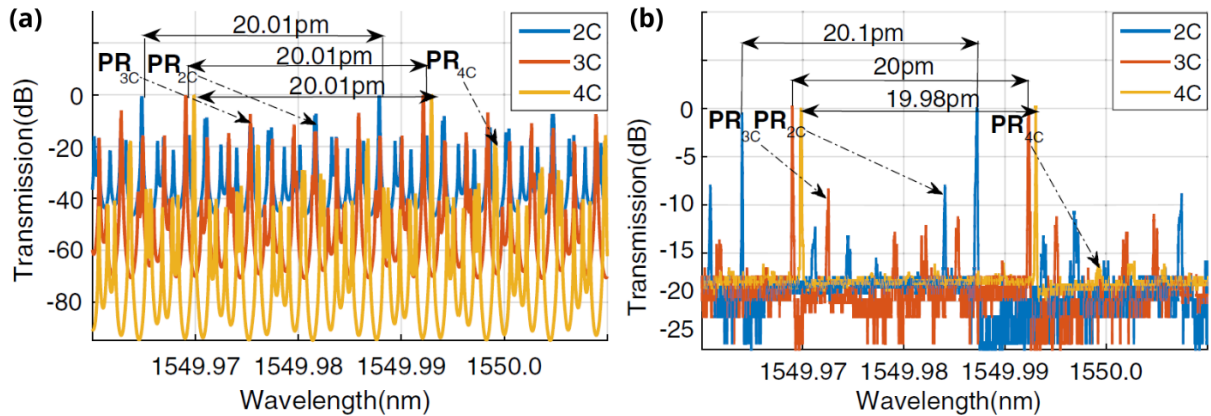 (a)
20.01pm
20.01pm
20.01pm
PR3C
PR2C
PR4C
2C
3C
4C
Transmission(dB)
0
-20
-40
-60
-80
1549.97
1549.98
1549.99
1550.0
Wavelength(nm)
(b)
20.1pm
20pm
19.98pm
PR3C
PR2C
PR4C
2C
3C
4C
Transmission(dB)
0
-5
-10
-15
-20
-25
1549.97
1549.98
1549.99
1550.0
Wavelength(nm)